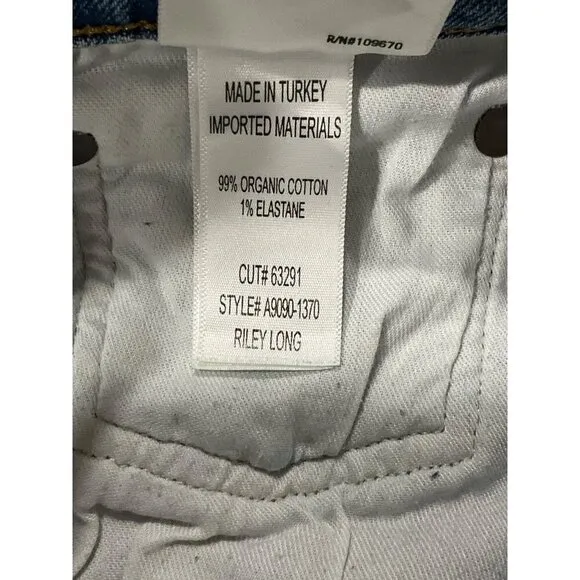 R/N#109670
MADE IN TURKEY
IMPORTED MATERIALS
99% ORGANIC COTTON
1% ELASTANE
CUT# 63291
STYLE# A9090-1370
RILEY LONG